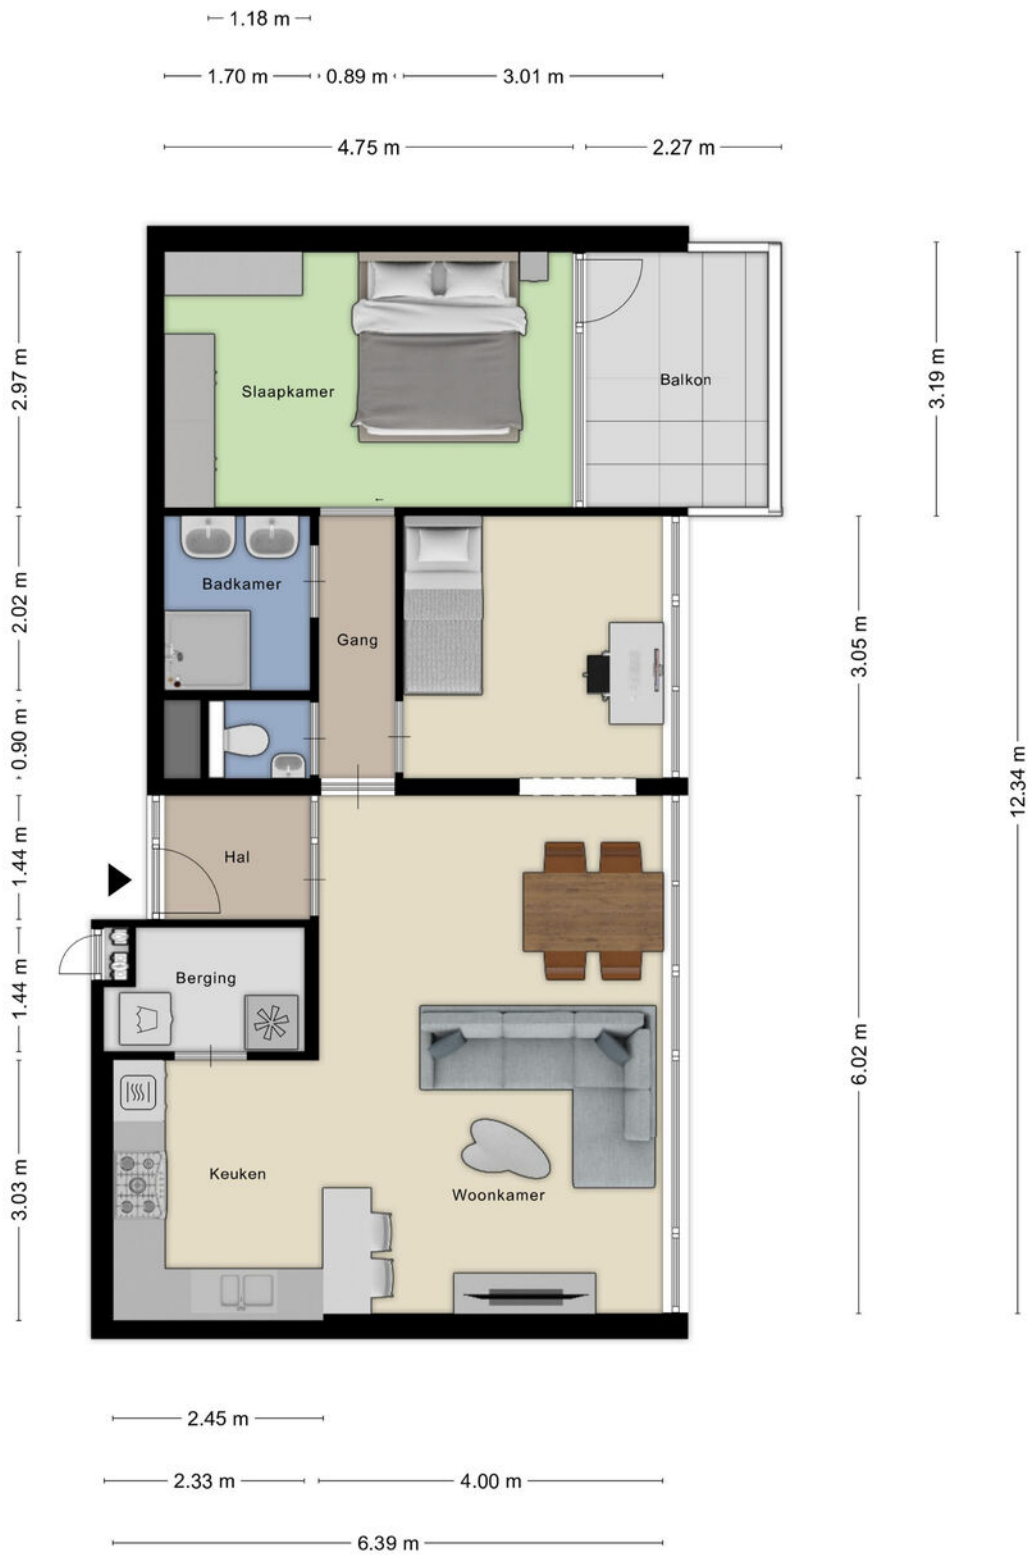 1.18 m
1.70 m
0.89 m
3.01 m
4.75 m
2.27 m
2.97 m
2.02 m
0.90 m
1.44 m
1.44 m
3.03 m
Slaapkamer
Balkon
Badkamer
Gang
Hal
Berging
Keuken
Woonkamer
3.19 m
3.05 m
12.34 m
6.02 m
2.45 m
2.33 m
4.00 m
6.39 m